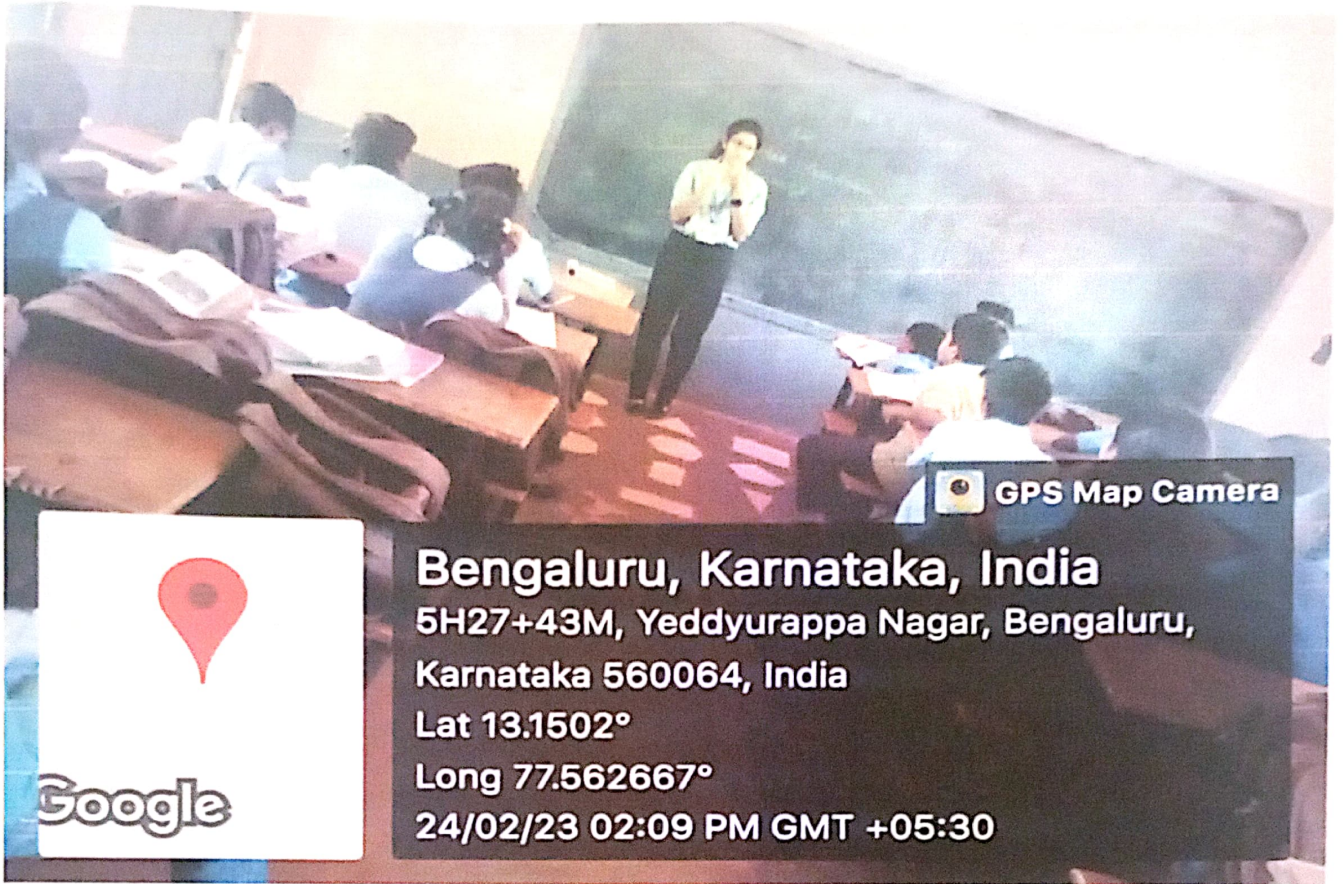 GPS Map Camera
Bengaluru, Karnataka, India
5H27+43M, Yeddyurappa Nagar, Bengaluru,
Karnataka 560064, India
Lat 13.1502°
Long 77.562667°
24/02/23 02:09 PM GMT +05:30
Google